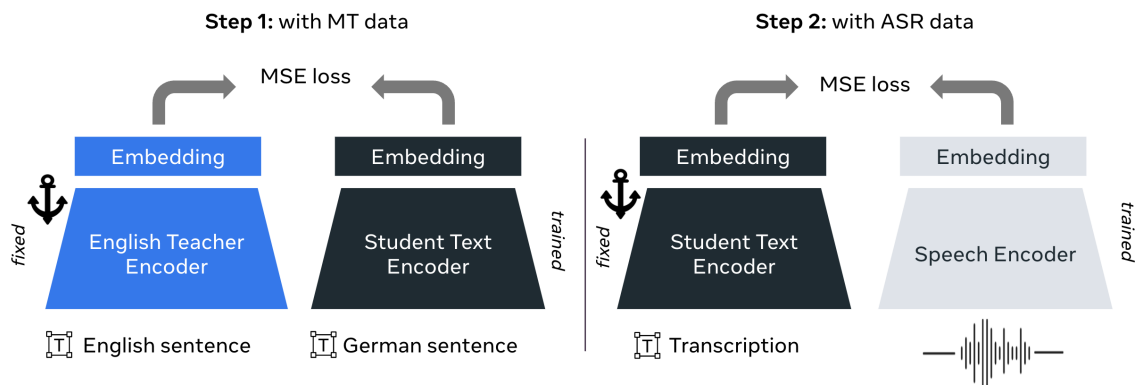 Step 1: with MT data
MSE loss
Embedding
Embedding
fixed
English Teacher
Encoder
Student Text
Encoder
trained
T English sentence
T German sentence
Step 2: with ASR data
MSE loss
Embedding
Embedding
fixed
Student Text
Encoder
Speech Encoder
trained
T Transcription